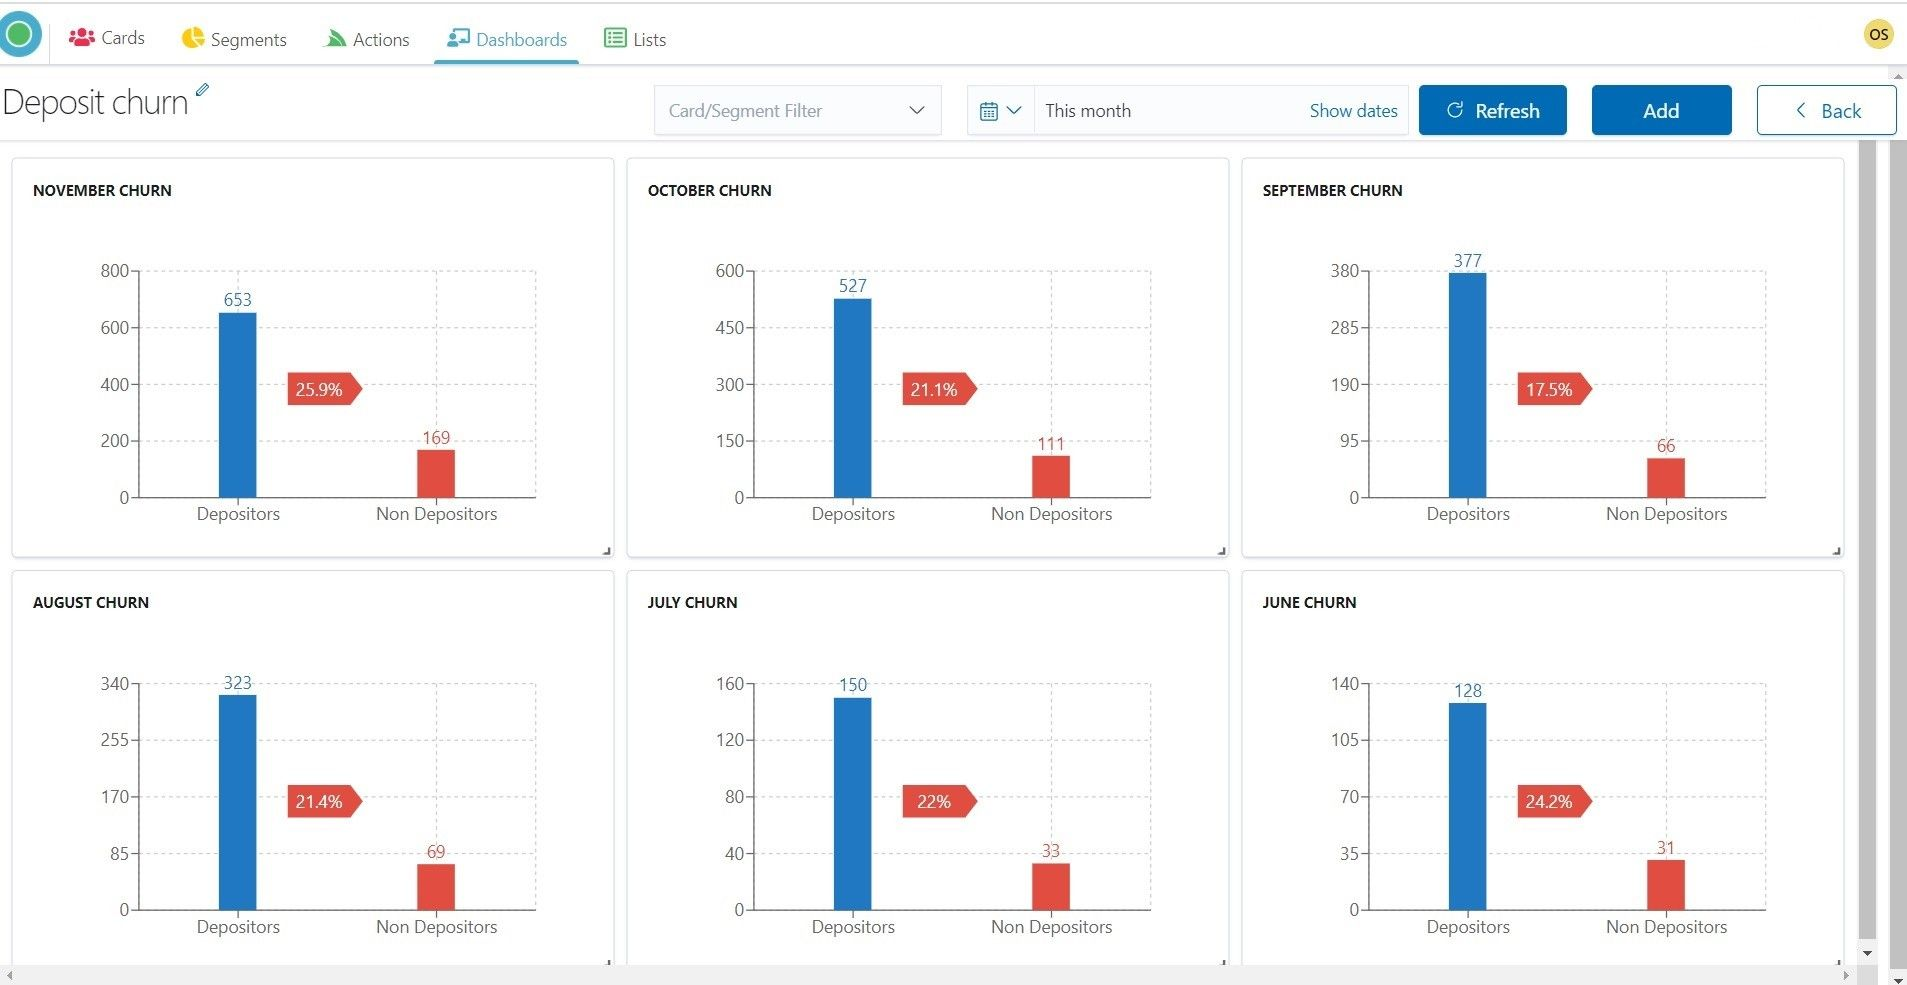 Cards
Segments
Actions
Dashboards
Lists
OS
Deposit churn
Card/Segment Filter
This month
Show dates
Refresh
Add
Back
NOVEMBER CHURN
800
600
400
200
0
653
25.9%
169
Depositors
Non Depositors
OCTOBER CHURN
600
450
300
150
0
527
21.1%
111
Depositors
Non Depositors
SEPTEMBER CHURN
380
285
190
95
0
377
17.5%
66
Depositors
Non Depositors
AUGUST CHURN
340
255
170
85
0
323
21.4%
69
Depositors
Non Depositors
JULY CHURN
160
120
80
40
0
150
22%
33
Depositors
Non Depositors
JUNE CHURN
140
105
70
35
0
128
24.2%
31
Depositors
Non Depositors